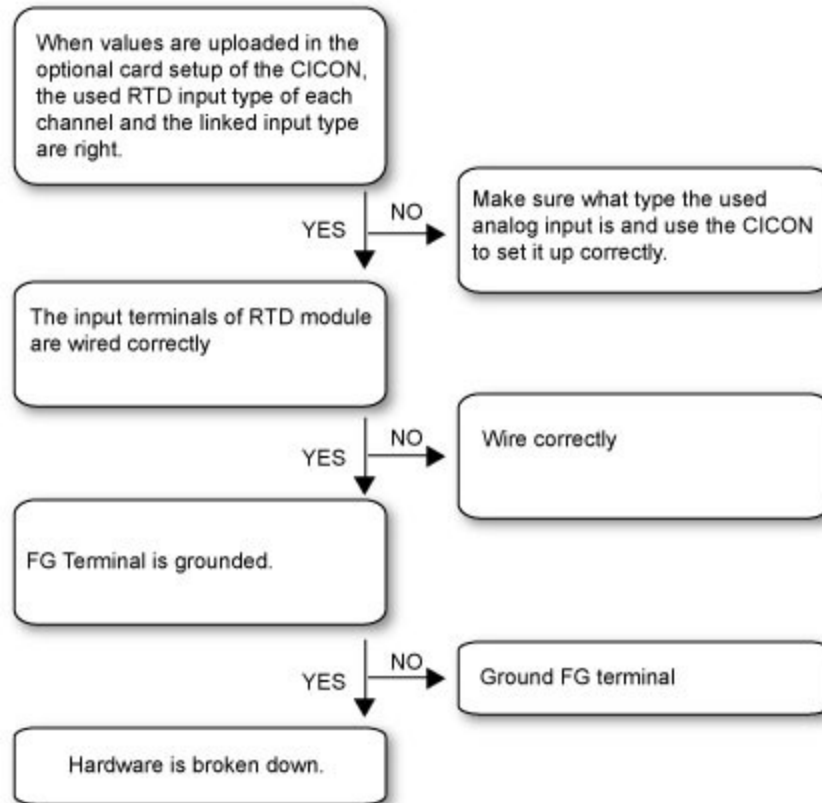 When values are uploaded in the
optional card setup of the CICON,
the used RTD input type of each
channel and the linked input type
are right.
YES
NO
Make sure what type the used
analog input is and use the CICON
to set it up correctly.
The input terminals of RTD module
are wired correctly
YES
NO
Wire correctly
FG Terminal is grounded.
YES
NO
Ground FG terminal
Hardware is broken down.